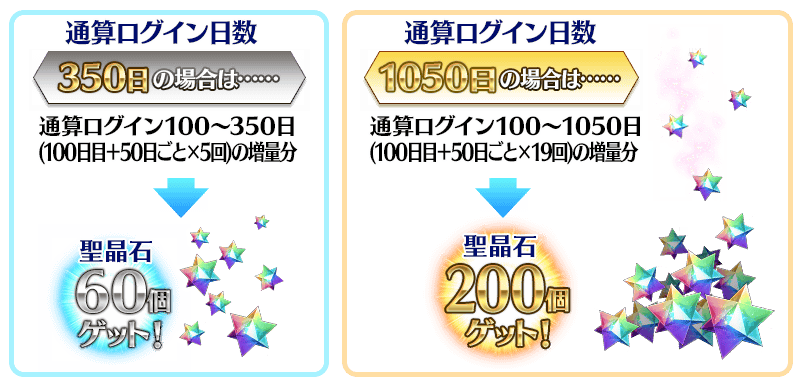 通算ログイン日数
350日の場合は……
通算ログイン100～350日
(100日目+50日ごと×5回)の増量分
聖晶石
60個
ゲット!
通算ログイン日数
1050日の場合は……
通算ログイン100～1050日
(100日目+50日ごと×19回)の増量分
聖晶石
200個
ゲット!